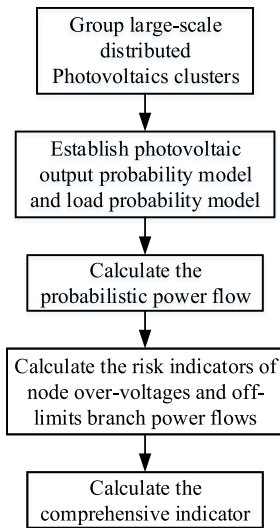 Group large-scale
distributed
Photovoltaics clusters
Establish photovoltaic
output probability model
and load probability model
Calculate the
probabilistic power flow
Calculate the risk indicators of
node over-voltages and off-
limits branch power flows
Calculate the
comprehensive indicator